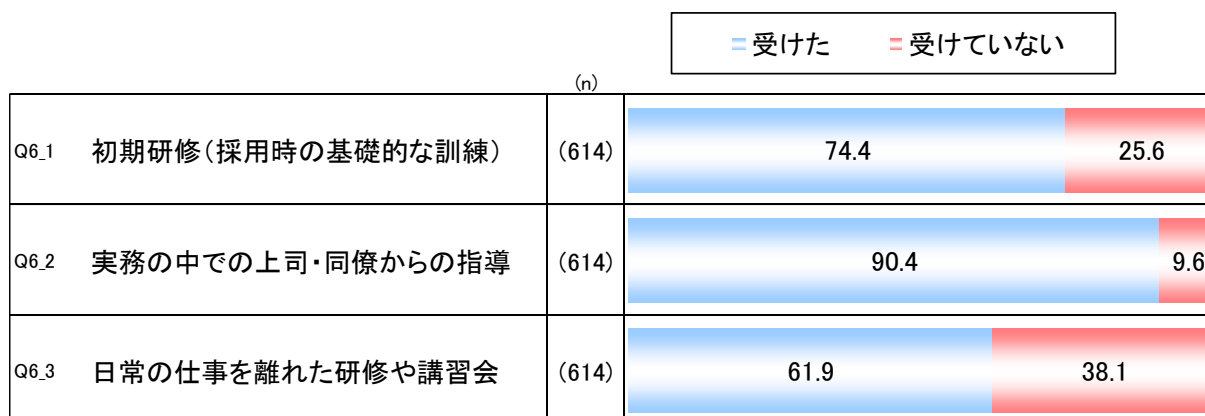 受けた 受けていない
(n)
Q6_1 初期研修(採用時の基礎的な訓練) (614) 74.4 25.6
Q6_2 実務の中での上司・同僚からの指導 (614) 90.4 9.6
Q6_3 日常の仕事を離れた研修や講習会 (614) 61.9 38.1